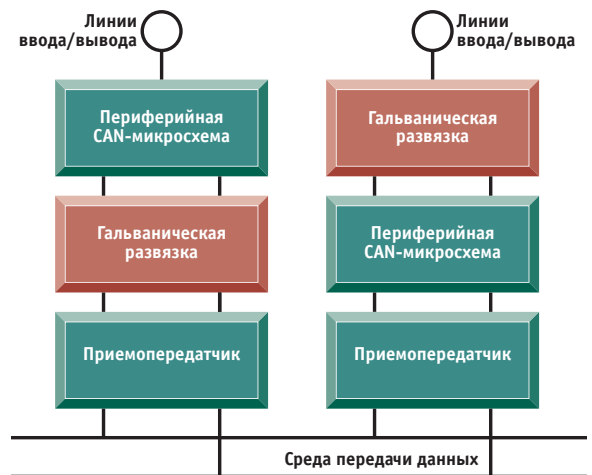 Линии
ввода/вывода
Линии
ввода/вывода
Периферийная
CAN-микросхема
Гальваническая
развязка
Гальваническая
развязка
Периферийная
CAN-микросхема
Приемопередатчик
Приемопередатчик
Среда передачи данных